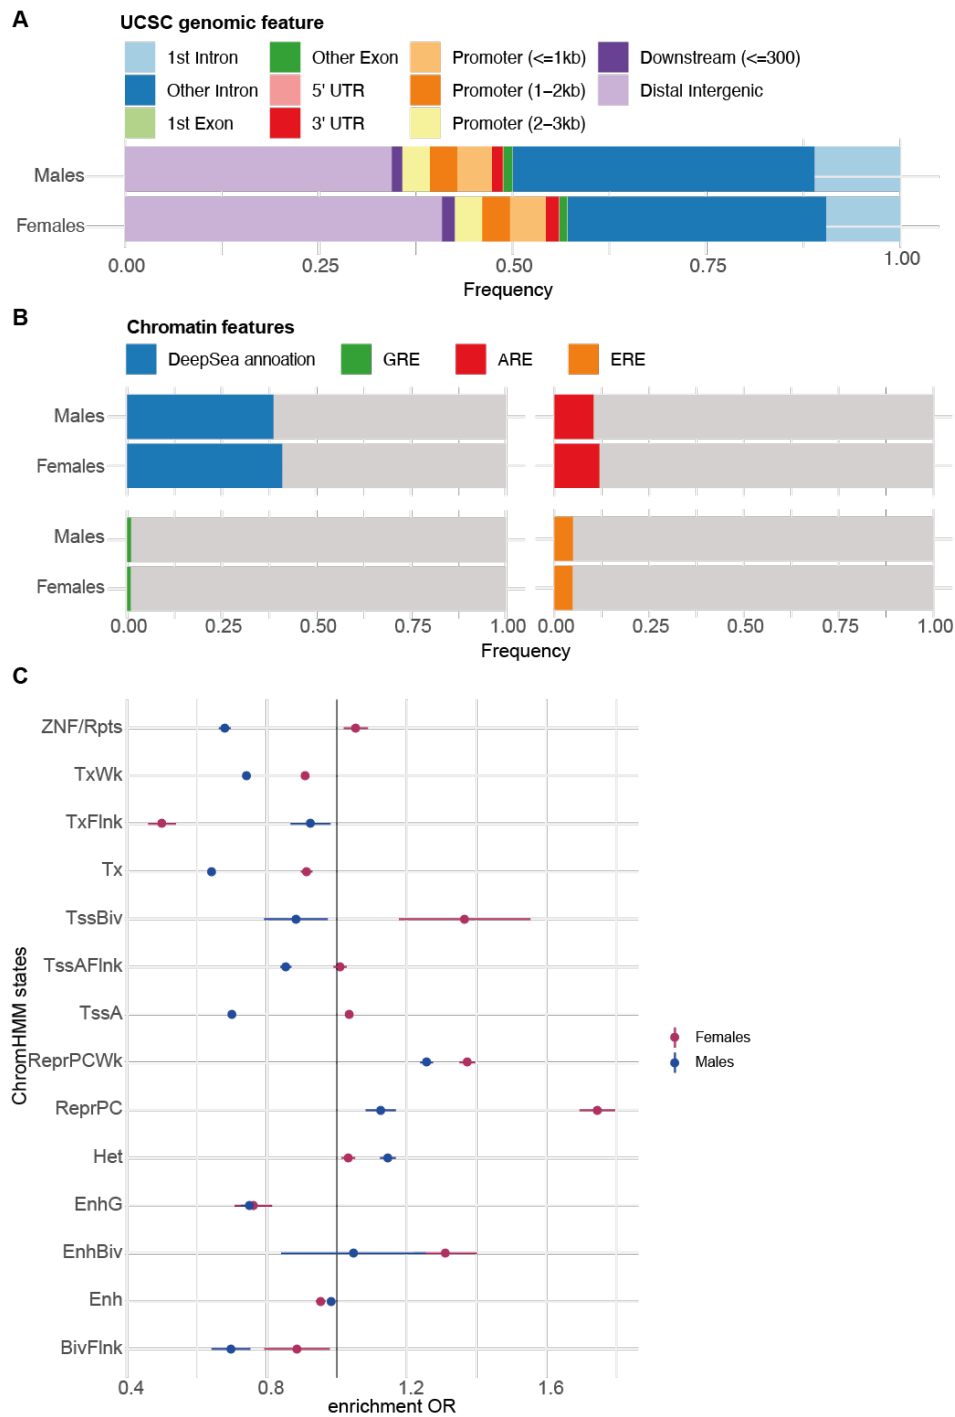 A
UCSC genomic feature
1st Intron
Other Exon
Promoter (<=1kb)
Downstream (<=300)
Other Intron
5' UTR
Promoter (1–2kb)
Distal Intergenic
1st Exon
3' UTR
Promoter (2–3kb)
Males
Females
0.00 0.25 0.50 0.75 1.00
Frequency
B
Chromatin features
DeepSea annoation
GRE
ARE
ERE
Males
Females
Males
Females
0.00 0.25 0.50 0.75 1.00 0.00 0.25 0.50 0.75 1.00
Frequency
C
ChromHMM states
ZNF/Rpts
TxWk
TxFlnk
Tx
TssBiv
TssAFlnk
TssA
ReprPCWk
ReprPC
Het
EnhG
EnhBiv
Enh
BivFlnk
Females
Males
0.4 0.8 1.2 1.6
enrichment OR